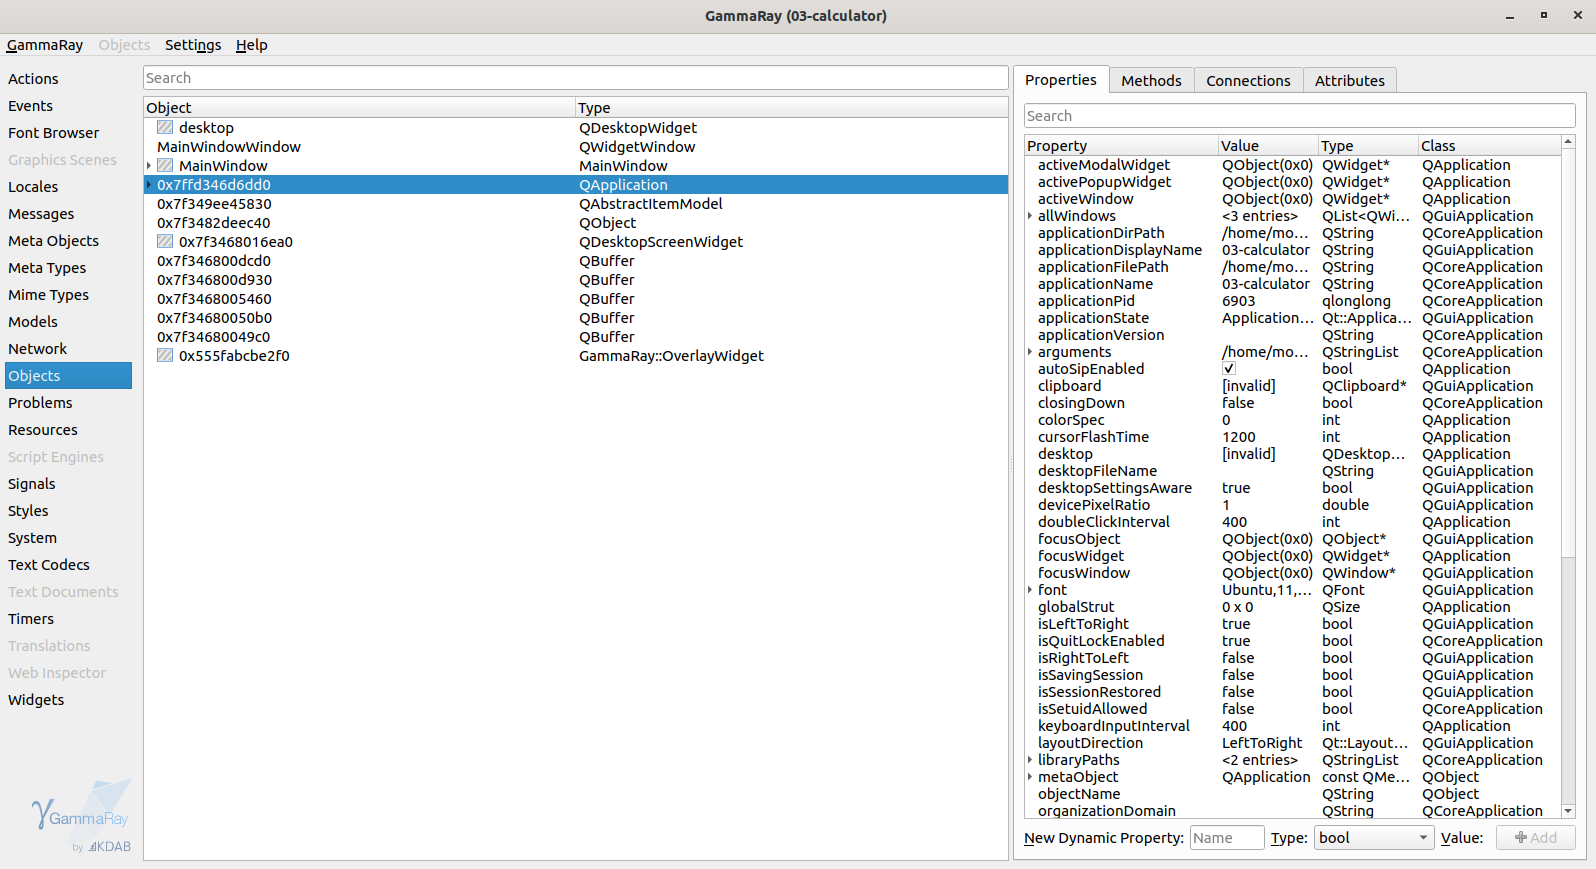 GammaRay (03-calculator)
GammaRay Objects Settings Help
Actions
Events
Font Browser
Graphics Scenes
Locales
Messages
Meta Objects
Meta Types
Mime Types
Models
Network
Objects
Problems
Resources
Script Engines
Signals
Styles
System
Text Codecs
Text Documents
Timers
Translations
Web Inspector
Widgets
GammaRay
by KDAB
Search
Object Type
desktop QDesktopWidget
MainWindowWindow QWidgetWindow
MainWindow MainWindow
0x7ffd346d6dd0 QApplication
0x7f349ee45830 QAbstractItemModel
0x7f3482deec40 QObject
0x7f3468016ea0 QDesktopScreenWidget
0x7f346800dcd0 QBuffer
0x7f346800d930 QBuffer
0x7f3468005460 QBuffer
0x7f34680050b0 QBuffer
0x7f34680049c0 QBuffer
0x555fabcbe2f0 GammaRay::OverlayWidget
Properties Methods Connections Attributes
Search
Property Value Type Class
activeModalWidget QObject(0x0) QWidget* QApplication
activePopupWidget QObject(0x0) QWidget* QApplication
activeWindow QObject(0x0) QWidget* QApplication
allWindows <3 entries> QList<QWi... QGuiApplication
applicationDirPath /home/mo... QString QCoreApplication
applicationDisplayName 03-calculator QString QGuiApplication
applicationFilePath /home/mo... QString QCoreApplication
applicationName 03-calculator QString QCoreApplication
applicationPid 6903 qlonglong QCoreApplication
applicationState Application... Qt::Applica... QGuiApplication
applicationVersion QString QCoreApplication
arguments /home/mo... QStringList QCoreApplication
autoSipEnabled bool QApplication
clipboard [invalid] QClipboard* QGuiApplication
closingDown false bool QCoreApplication
colorSpec 0 int QApplication
cursorFlashTime 1200 int QApplication
desktop [invalid] QDesktop... QApplication
desktopFileName QString QGuiApplication
desktopSettingsAware true bool QGuiApplication
devicePixelRatio 1 double QGuiApplication
doubleClickInterval 400 int QApplication
focusObject QObject(0x0) QObject* QGuiApplication
focusWidget QObject(0x0) QWidget* QApplication
focusWindow QObject(0x0) QWindow* QGuiApplication
font Ubuntu,11,... QFont QGuiApplication
globalStrut 0 x 0 QSize QApplication
isLeftToRight true bool QGuiApplication
isQuitLockEnabled true bool QCoreApplication
isRightToLeft false bool QGuiApplication
isSavingSession false bool QGuiApplication
isSessionRestored false bool QGuiApplication
isSetuidAllowed false bool QCoreApplication
keyboardInputInterval 400 int QApplication
layoutDirection LeftToRight Qt::Layout... QGuiApplication
libraryPaths <2 entries> QStringList QCoreApplication
metaObject QApplication const QMe... QObject
objectName QString QObject
organizationDomain QString QCoreApplication
New Dynamic Property: Name Type: bool Value: Add